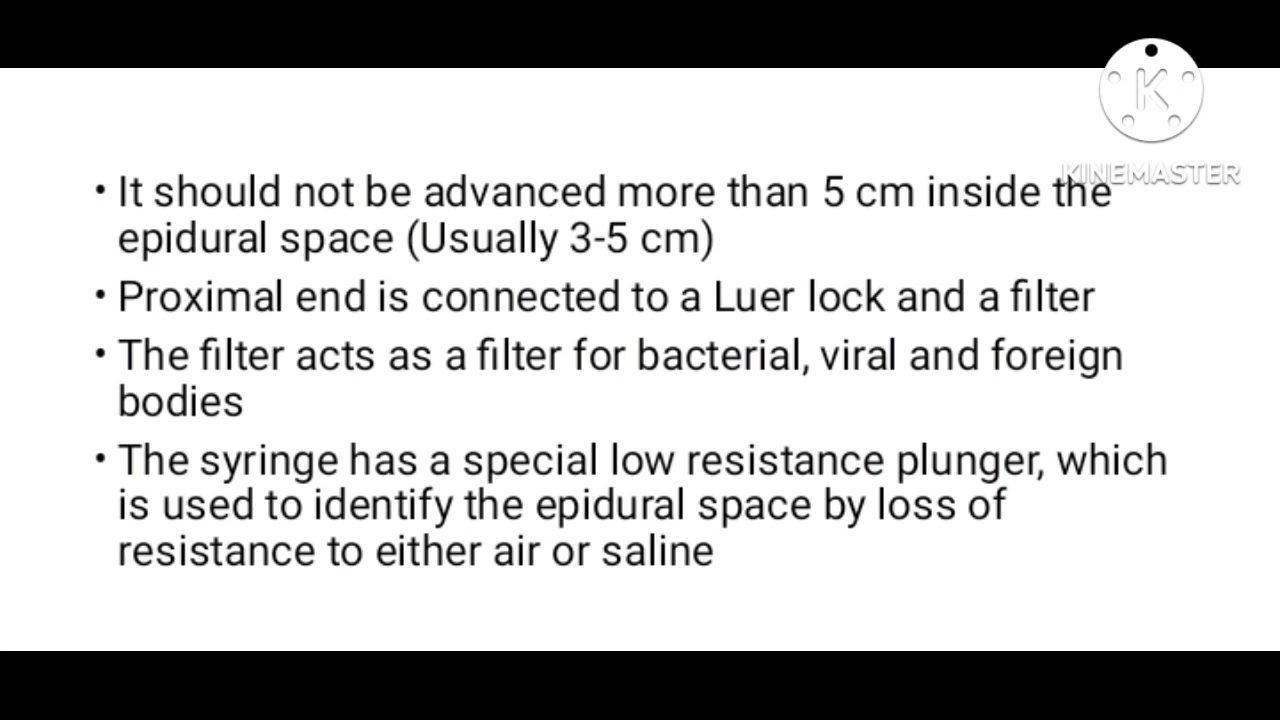 K
KINEMASTER
• It should not be advanced more than 5 cm inside the
epidural space (Usually 3-5 cm)
• Proximal end is connected to a Luer lock and a filter
• The filter acts as a filter for bacterial, viral and foreign
bodies
• The syringe has a special low resistance plunger, which
is used to identify the epidural space by loss of
resistance to either air or saline